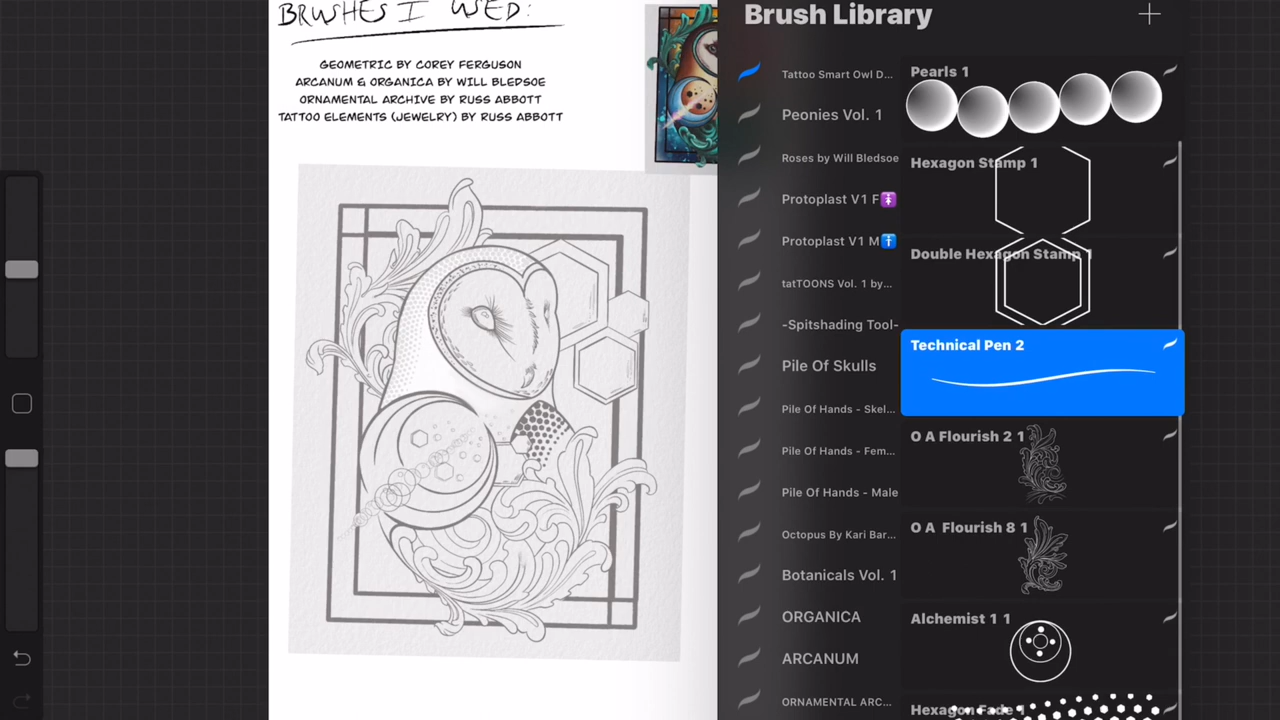 BRUSHES I USED:
GEOMETRIC BY COREY FERGUSON
ARCANUM & ORGANICA BY WILL BLEDSOE
ORNAMENTAL ARCHIVE BY RUSS ABBOTT
TATTOO ELEMENTS (JEWELRY) BY RUSS ABBOTT
Brush Library
Tattoo Smart Owl D...
Peonies Vol. 1
Roses by Will Bledsoe
Protoplast V1 F
Protoplast V1 M
tatTOONS Vol. 1 by...
-Spitshading Tool-
Pile Of Skulls
Pile Of Hands - Skel...
Pile Of Hands - Fem...
Pile Of Hands - Male
Octopus By Kari Bar...
Botanicals Vol. 1
ORGANICA
ARCANUM
ORNAMENTAL ARC...
Pearls 1
Hexagon Stamp 1
Double Hexagon Stamp 1
Technical Pen 2
O A Flourish 2 1
O A Flourish 8 1
Alchemist 1 1
Hexagon Fade 1